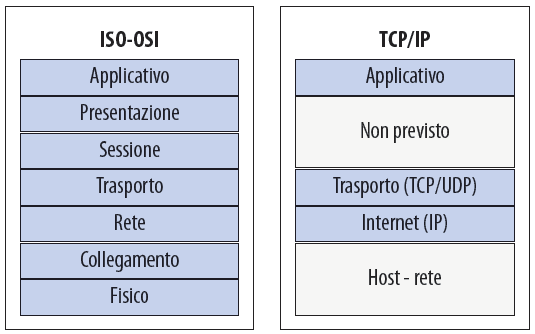 ISO-OSI
Applicativo
Presentazione
Sessione
Trasporto
Rete
Collegamento
Fisico
TCP/IP
Applicativo
Non previsto
Trasporto (TCP/UDP)
Internet (IP)
Host - rete